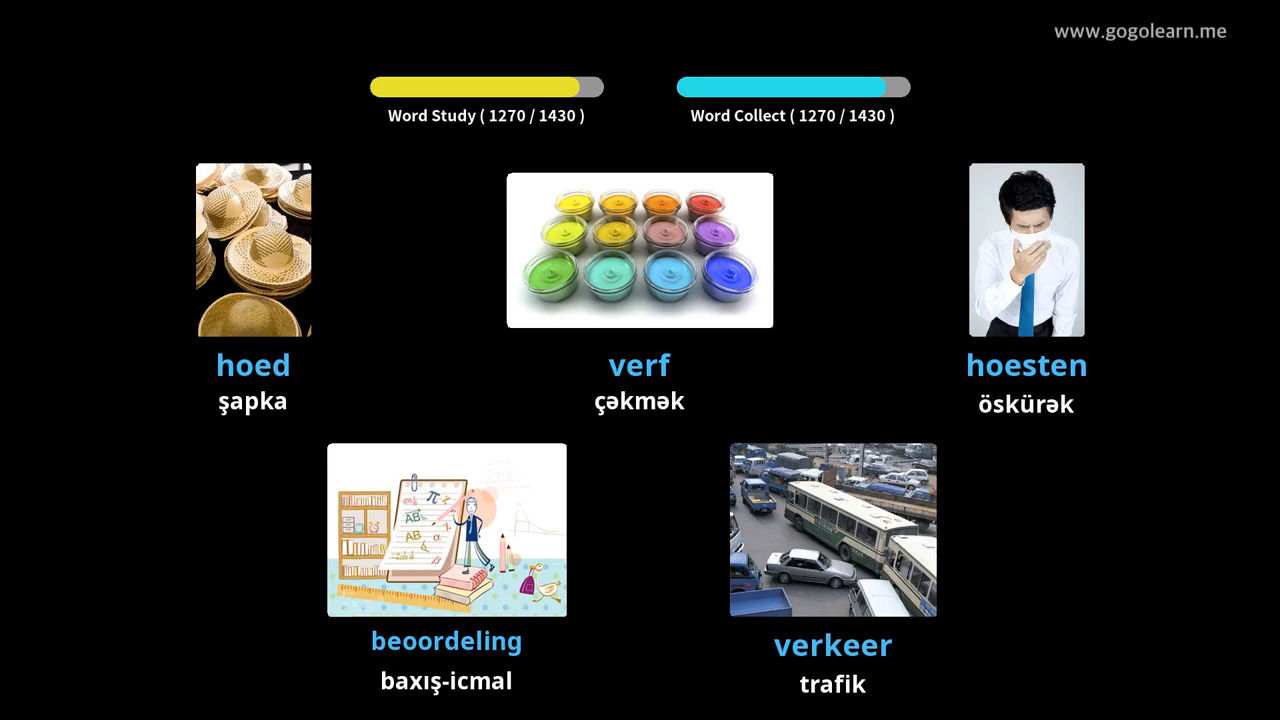 www.gogolearn.me
Word Study ( 1270 / 1430 )
Word Collect ( 1270 / 1430 )
hoed
şapka
verf
çəkmək
hoesten
öskürək
beoordeling
baxış-icmal
verkeer
trafik